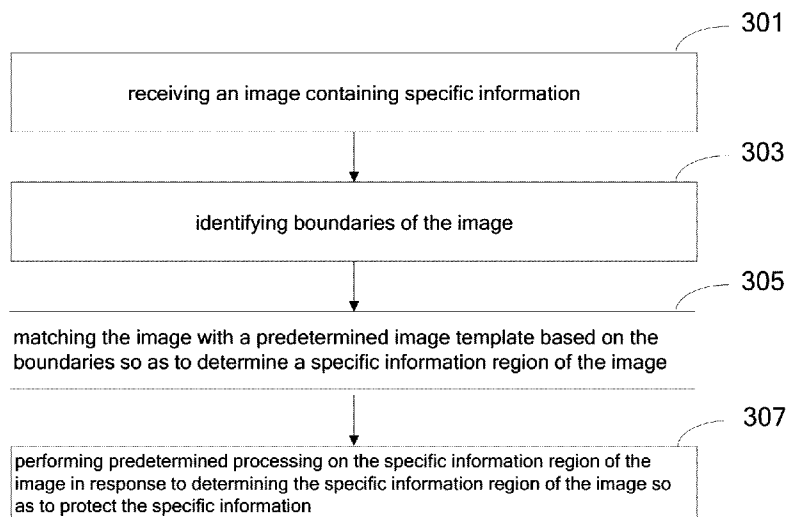 301
receiving an image containing specific information
303
identifying boundaries of the image
305
matching the image with a predetermined image template based on the
boundaries so as to determine a specific information region of the image
307
performing predetermined processing on the specific information region of the
image in response to determining the specific information region of the image so
as to protect the specific information